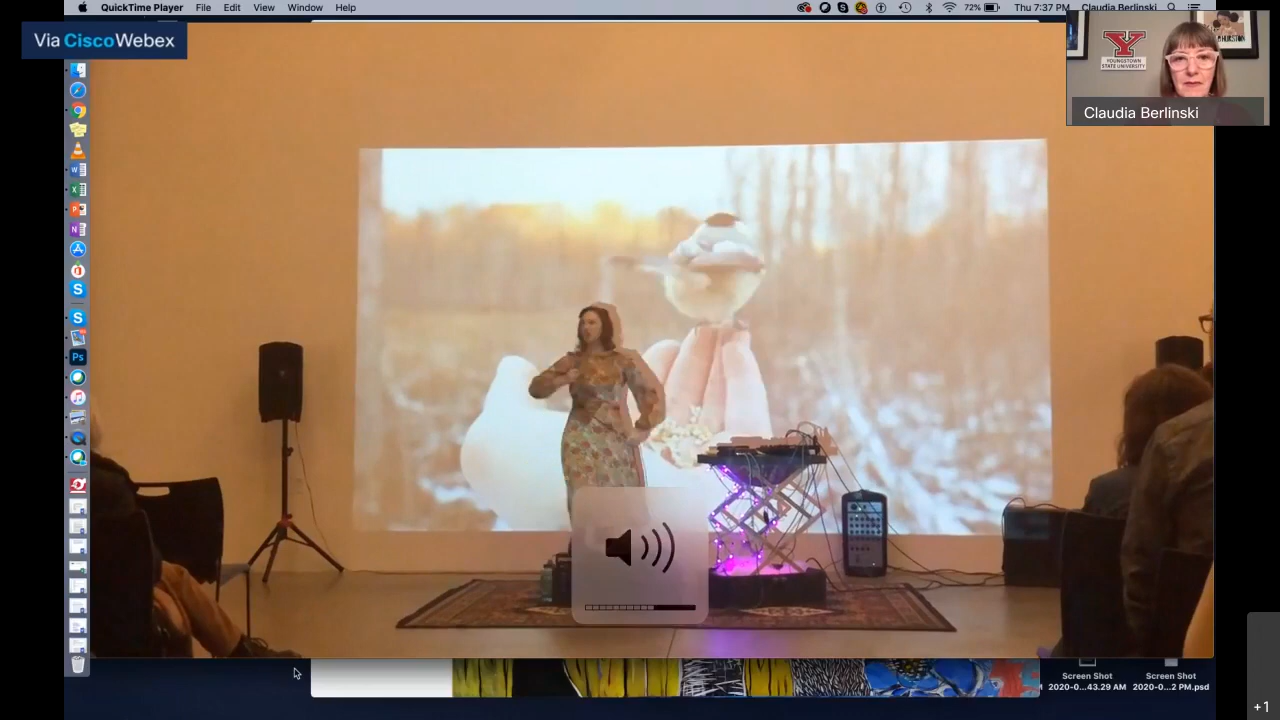 QuickTime Player File Edit View Window Help
72% Thu 7:37 PM Claudia Berlinski
Via Cisco Webex
Y
YOUNGSTOWN
STATE UNIVERSITY
Claudia Berlinski
W
X
P
N
S
S
Ps
Screen Shot
2020-0...43.29 AM
Screen Shot
2020-0...2 PM.psd
+1